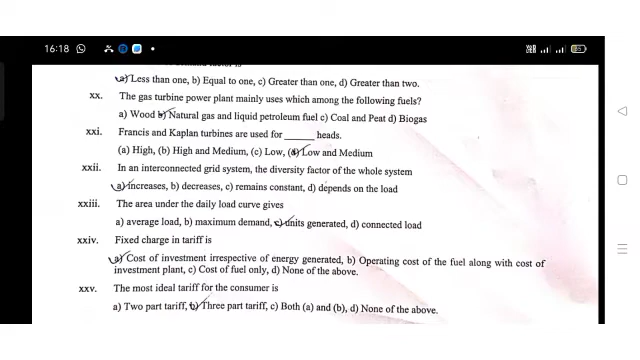 16:18
a) Less than one, b) Equal to one, c) Greater than one, d) Greater than two.
xx. The gas turbine power plant mainly uses which among the following fuels?
a) Wood b) Natural gas and liquid petroleum fuel c) Coal and Peat d) Biogas
xxi. Francis and Kaplan turbines are used for ______ heads.
(a) High, (b) High and Medium, (c) Low, (d) Low and Medium
xxii. In an interconnected grid system, the diversity factor of the whole system
a) increases, b) decreases, c) remains constant, d) depends on the load
xxiii. The area under the daily load curve gives
a) average load, b) maximum demand, c) units generated, d) connected load
xxiv. Fixed charge in tariff is
a) Cost of investment irrespective of energy generated, b) Operating cost of the fuel along with cost of
investment plant, c) Cost of fuel only, d) None of the above.
xxv. The most ideal tariff for the consumer is
a) Two part tariff, b) Three part tariff, c) Both (a) and (b), d) None of the above.